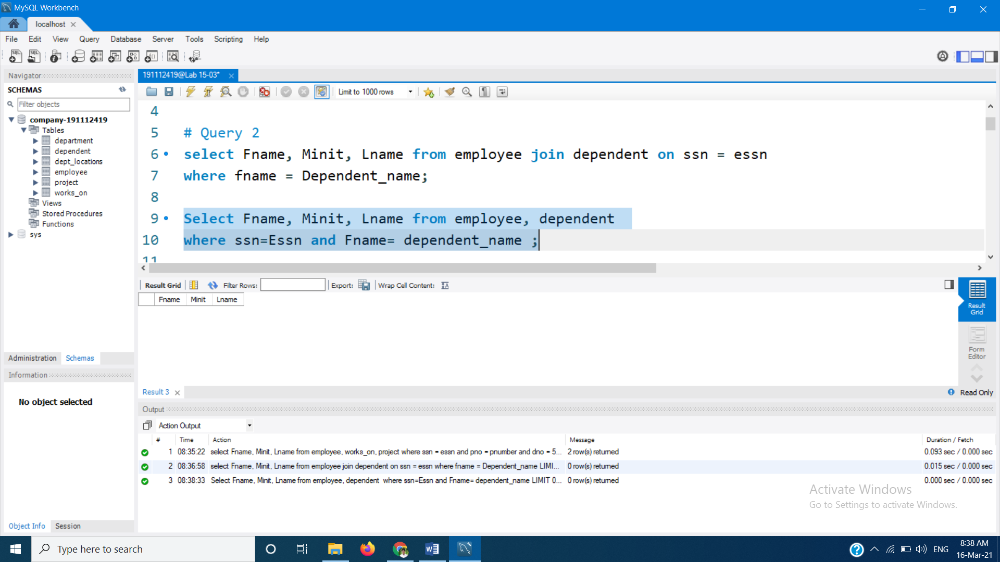 MySQL Workbench
localhost
File Edit View Query Database Server Tools Scripting Help
Navigator
191112419@Lab 15-03*
SCHEMAS
Limit to 1000 rows
Filter objects
company-191112419
Tables
department
dependent
dept_locations
employee
project
works_on
Views
Stored Procedures
Functions
sys
4
5 # Query 2
6 select Fname, Minit, Lname from employee join dependent on ssn = essn
7 where fname = Dependent_name;
8
9 Select Fname, Minit, Lname from employee, dependent
10 where ssn=Essn and Fname= dependent_name ;
11
Result Grid Filter Rows: Export: Wrap Cell Content:
Fname Minit Lname
Result Grid
Form Editor
Administration Schemas
Information
No object selected
Result 3
Read Only
Output
Action Output
# Time Action Message Duration / Fetch
1 08:35:22 select Fname, Minit, Lname from employee, works_on, project where ssn = essn and pno = pnumber and dno = 5... 2 row(s) returned 0.093 sec / 0.000 sec
2 08:36:58 select Fname, Minit, Lname from employee join dependent on ssn = essn where fname = Dependent_name LIMI... 0 row(s) returned 0.015 sec / 0.000 sec
3 08:38:33 Select Fname, Minit, Lname from employee, dependent where ssn=Essn and Fname= dependent_name LIMIT 0... 0 row(s) returned 0.000 sec / 0.000 sec
Activate Windows
Go to Settings to activate Windows.
Object Info Session
Type here to search
ENG
8:38 AM
16-Mar-21